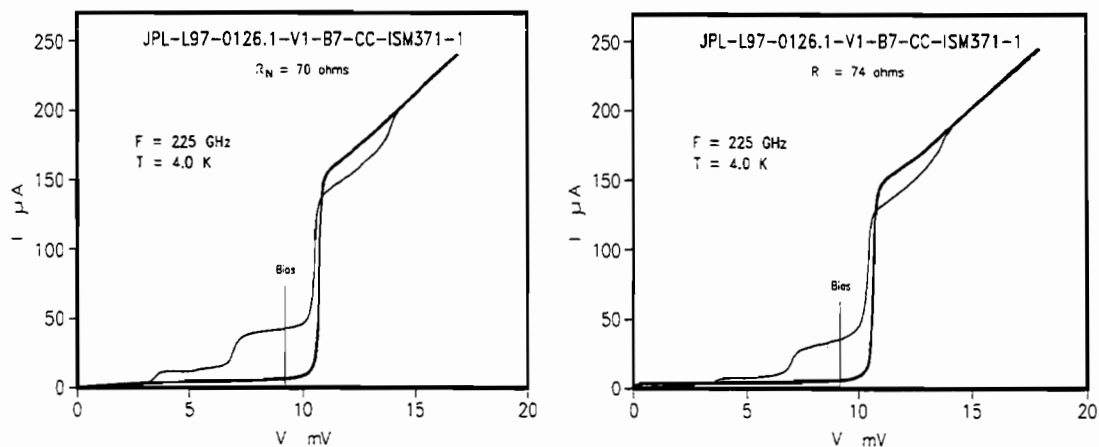 JPL-L97-0126.1-V1-B7-CC-ISM371-1
RN = 70 ohms
F = 225 GHz
T = 4.0 K
Bias
I μA
250
200
150
100
50
0
0 5 10 15 20
V mV
JPL-L97-0126.1-V1-B7-CC-ISM371-1
R = 74 ohms
F = 225 GHz
T = 4.0 K
Bias
I μA
250
200
150
100
50
0
0 5 10 15 20
V mV